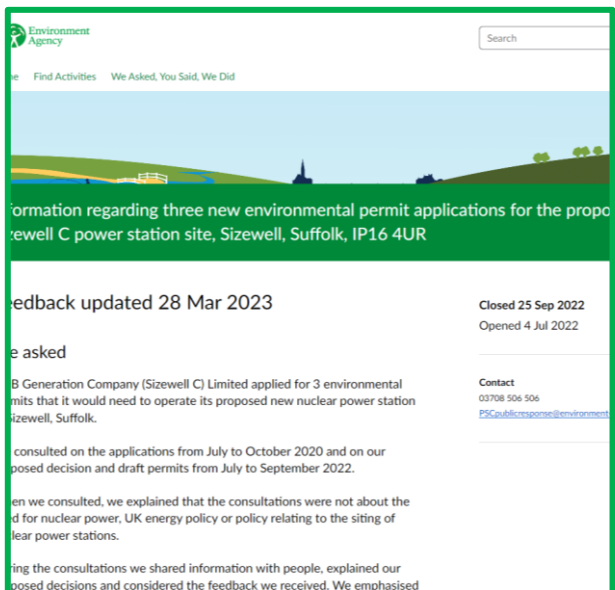 Environment
Agency
Search
e Find Activities We Asked, You Said, We Did
formation regarding three new environmental permit applications for the propo
zewell C power station site, Sizewell, Suffolk, IP16 4UR
eedback updated 28 Mar 2023
Closed 25 Sep 2022
Opened 4 Jul 2022
e asked
B Generation Company (Sizewell C) Limited applied for 3 environmental
mits that it would need to operate its proposed new nuclear power station
Sizewell, Suffolk.
Contact
03708 506 506
PSCpublicresponse@environment-
consulted on the applications from July to October 2020 and on our
posed decision and draft permits from July to September 2022.
en we consulted, we explained that the consultations were not about the
d for nuclear power, UK energy policy or policy relating to the siting of
lear power stations.
ring the consultations we shared information with people, explained our
posed decisions and considered the feedback we received. We emphasised